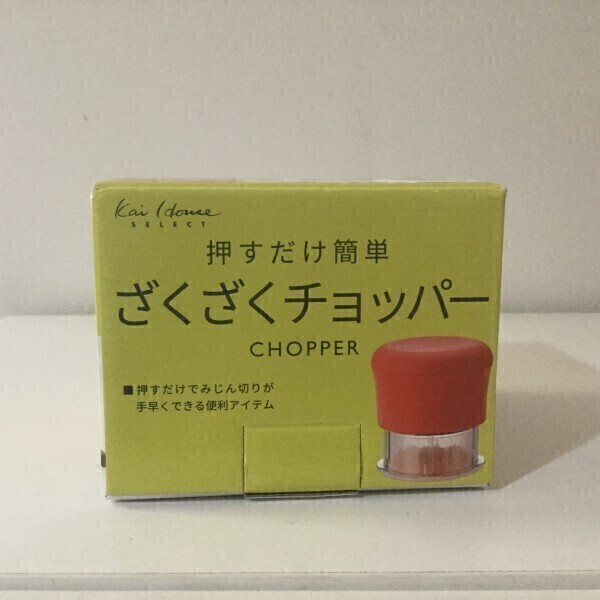 Kai House
SELECT
押すだけ簡単
ざくざくチョッパー
CHOPPER
■押すだけでみじん切りが
手早くできる便利アイテム